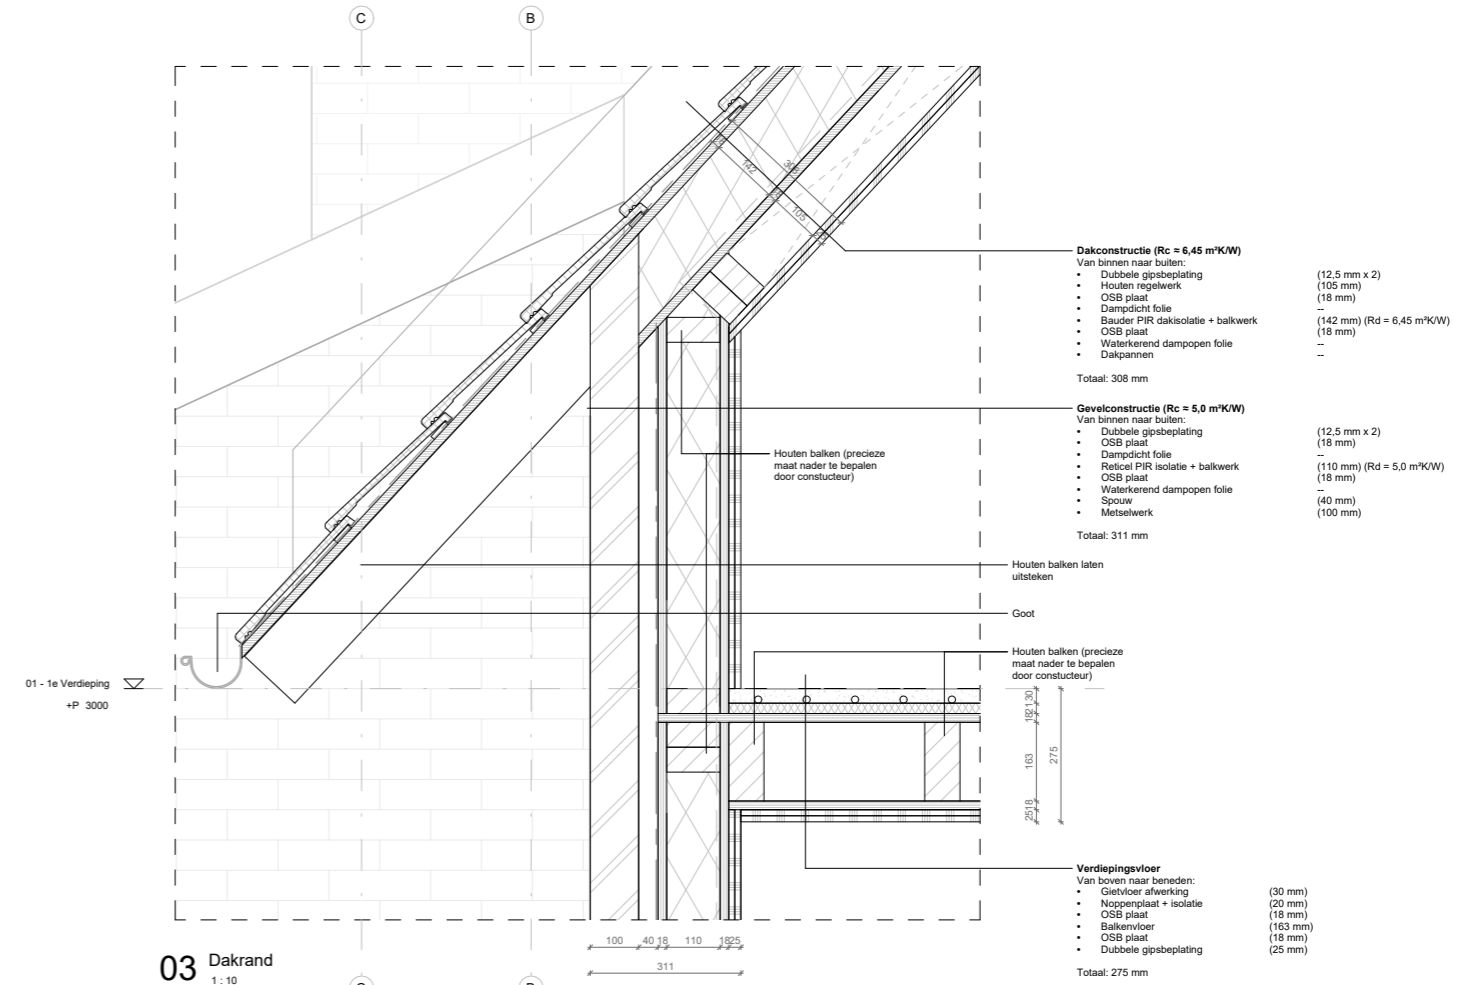 C
B
Dakconstructie (Rc ≈ 6,45 m²K/W)
Van binnen naar buiten:
• Dubbele gipsbeplating (12,5 mm x 2)
• Houten regelwerk (105 mm)
• OSB plaat (18 mm)
• Dampdicht folie --
• Bauder PIR dakisolatie + balkwerk (142 mm) (Rd = 6,45 m²K/W)
• OSB plaat (18 mm)
• Waterkerend dampopen folie --
• Dakpannen --
Totaal: 308 mm
142
105
Gevelconstructie (Rc ≈ 5,0 m²K/W)
Van binnen naar buiten:
• Dubbele gipsbeplating (12,5 mm x 2)
• OSB plaat (18 mm)
• Dampdicht folie --
• Reticel PIR isolatie + balkwerk (110 mm) (Rd = 5,0 m²K/W)
• OSB plaat (18 mm)
• Waterkerend dampopen folie --
• Spouw (40 mm)
• Metselwerk (100 mm)
Totaal: 311 mm
Houten balken (precieze
maat nader te bepalen
door constucteur)
Houten balken laten
uitsteken
Goot
Houten balken (precieze
maat nader te bepalen
door constucteur)
01 - 1e Verdieping
+P 3000
30
18
163
275
18
25
Verdiepingsvloer
Van boven naar beneden:
• Gietvloer afwerking (30 mm)
• Noppenplaat + isolatie (20 mm)
• OSB plaat (18 mm)
• Balkenvloer (163 mm)
• OSB plaat (18 mm)
• Dubbele gipsbeplating (25 mm)
Totaal: 275 mm
100 40 18 110 18 25
311
03 Dakrand
1 : 10